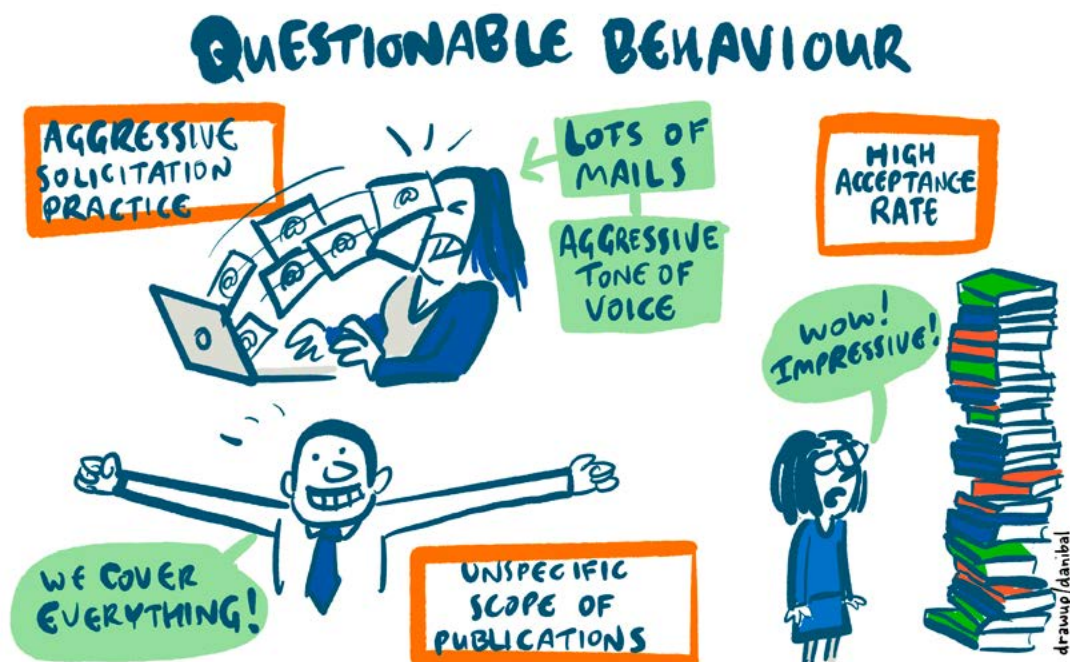 QUESTIONABLE BEHAVIOUR
AGGRESSIVE
SOLICITATION
PRACTICE
@
@
@
@
@
@
LOTS OF
MAILS
AGGRESSIVE
TONE OF
VOICE
HIGH
ACCEPTANCE
RATE
WOW!
IMPRESSIVE!
WE COVER
EVERYTHING!
UNSPECIFIC
SCOPE OF
PUBLICATIONS
drawup/danibal